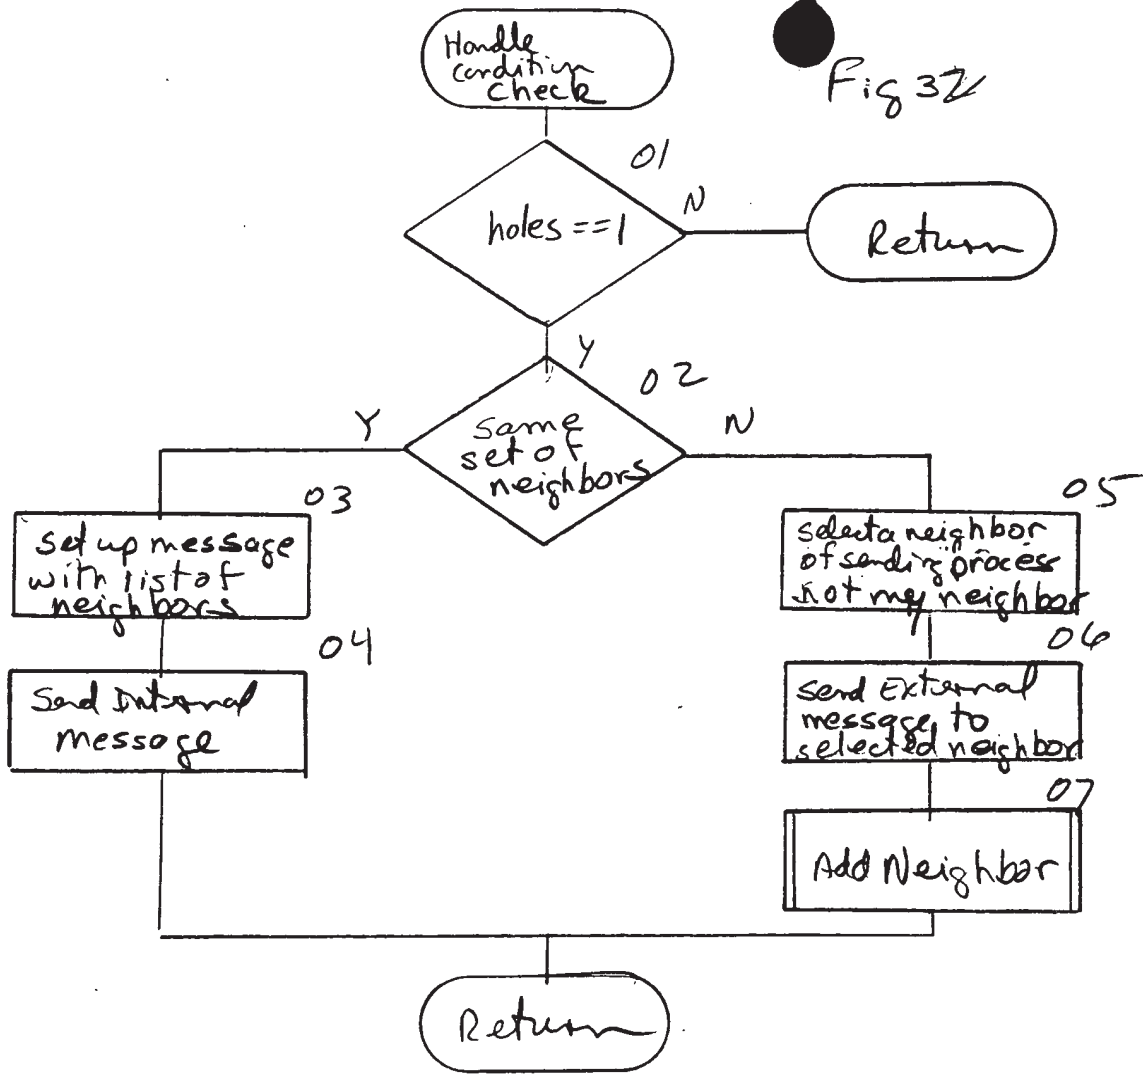 Handle
condition
check
Fig 32
01
holes == 1
N
Return
Y
02
same
set of
neighbors
Y
N
03
set up message
with list of
neighbors
04
Send Internal
message
05
select a neighbor
of sending process
not my neighbor
06
send External
message to
selected neighbor
07
Add Neighbor
Return